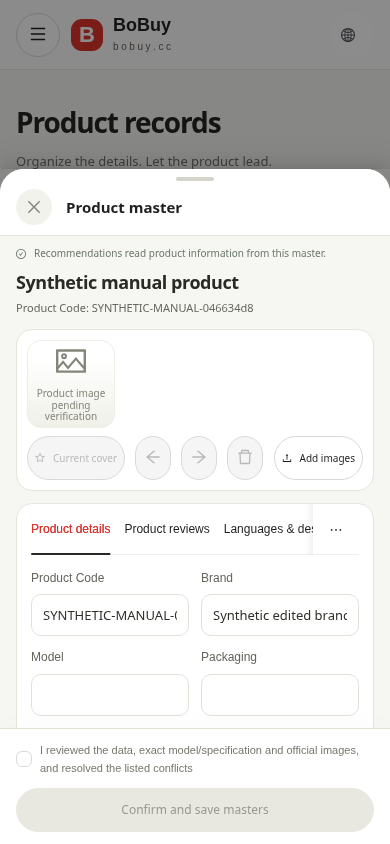 B
BoBuy
bobuy.cc
Product records
Organize the details. Let the product lead.
Product master
Recommendations read product information from this master.
Synthetic manual product
Product Code: SYNTHETIC-MANUAL-046634d8
Product image
pending
verification
Current cover
Add images
Product details Product reviews Languages & des ...
Product Code Brand
SYNTHETIC-MANUAL-0 Synthetic edited brand
Model Packaging
I reviewed the data, exact model/specification and official images,
and resolved the listed conflicts
Confirm and save masters